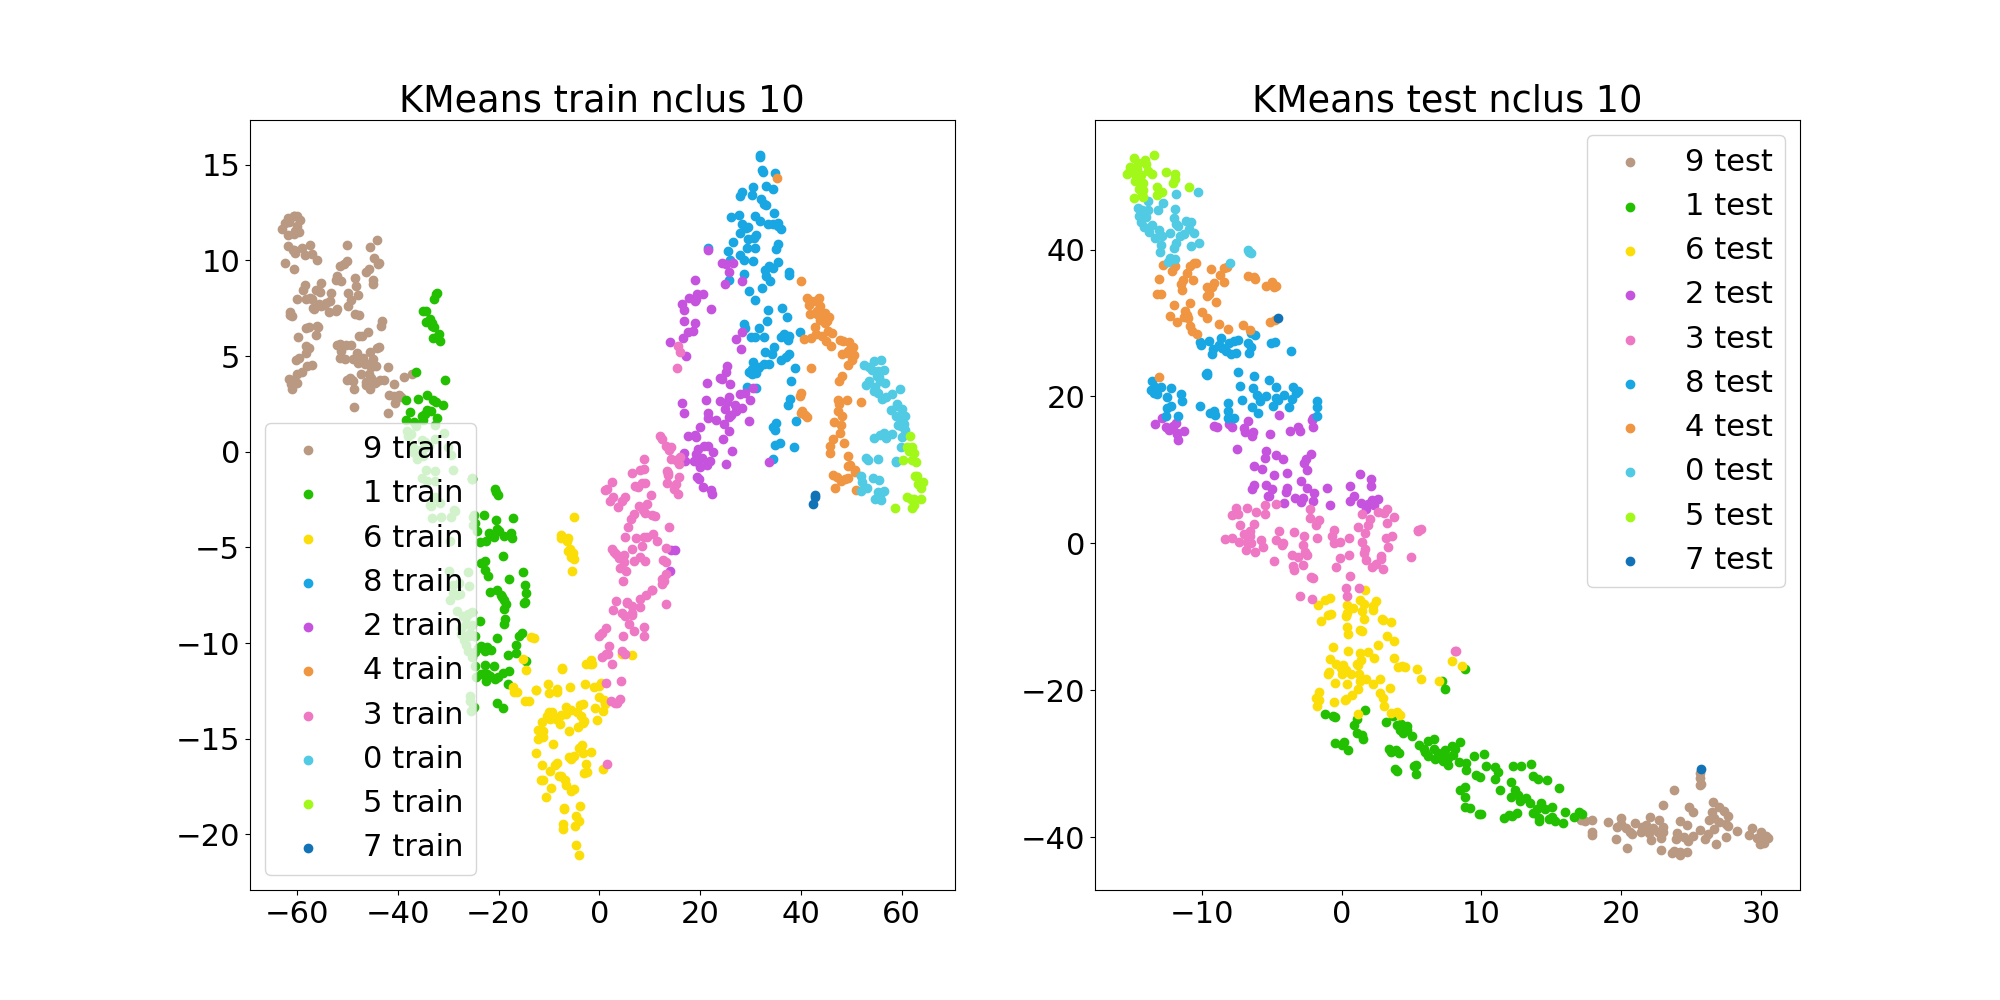 KMeans train nclus 10
15
10
5
0
−5
−10
−15
−20
−60
−40
−20
0
20
40
60
9 train
1 train
6 train
8 train
2 train
4 train
3 train
0 train
5 train
7 train
KMeans test nclus 10
40
20
0
−20
−40
−10
0
10
20
30
9 test
1 test
6 test
2 test
3 test
8 test
4 test
0 test
5 test
7 test